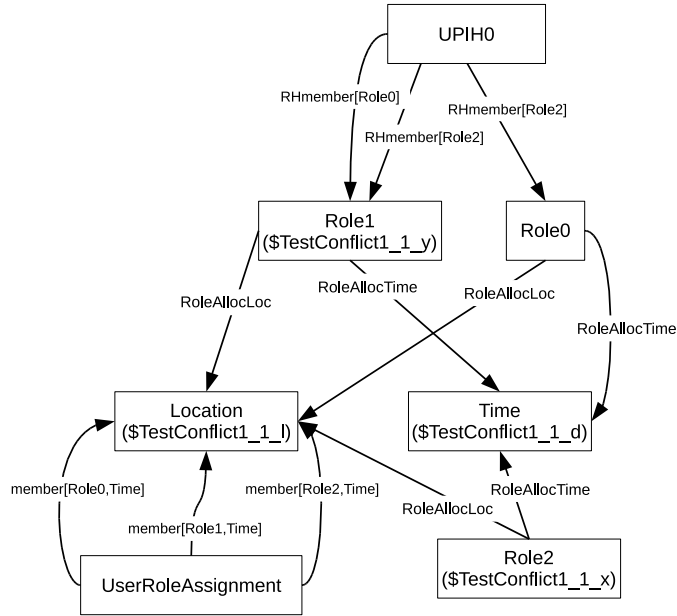 UPIH0
RHmember[Role0]
RHmember[Role2]
RHmember[Role2]
Role1
($TestConflict1_1_y)
Role0
RoleAllocLoc
RoleAllocTime
RoleAllocLoc
RoleAllocTime
Location
($TestConflict1_1_l)
Time
($TestConflict1_1_d)
member[Role0,Time]
member[Role2,Time]
RoleAllocTime
RoleAllocLoc
member[Role1,Time]
Role2
($TestConflict1_1_x)
UserRoleAssignment